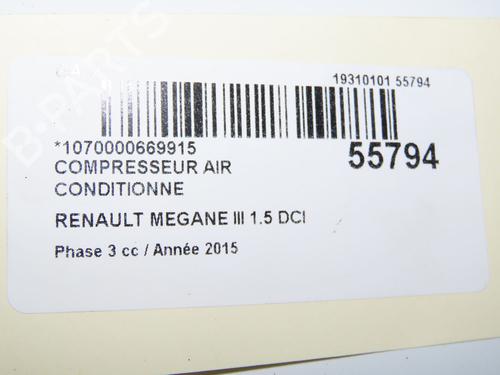 19310101 55794
*1070000669915
55794
COMPRESSEUR AIR
CONDITIONNE
RENAULT MEGANE III 1.5 DCI
Phase 3 cc / Année 2015
B-PARTS